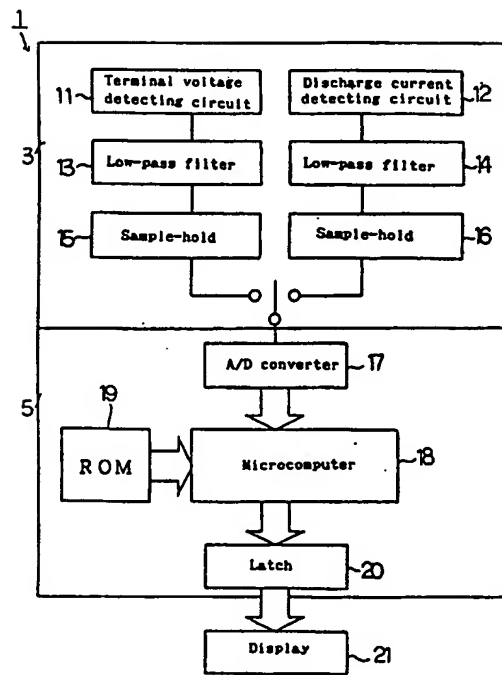 1
Terminal voltage
detecting circuit
11
Discharge current
detecting circuit
12
3
Low-pass filter
13
Low-pass filter
14
Sample-hold
15
Sample-hold
16
A/D converter
17
5
19
ROM
Microcomputer
18
Latch
20
Display
21